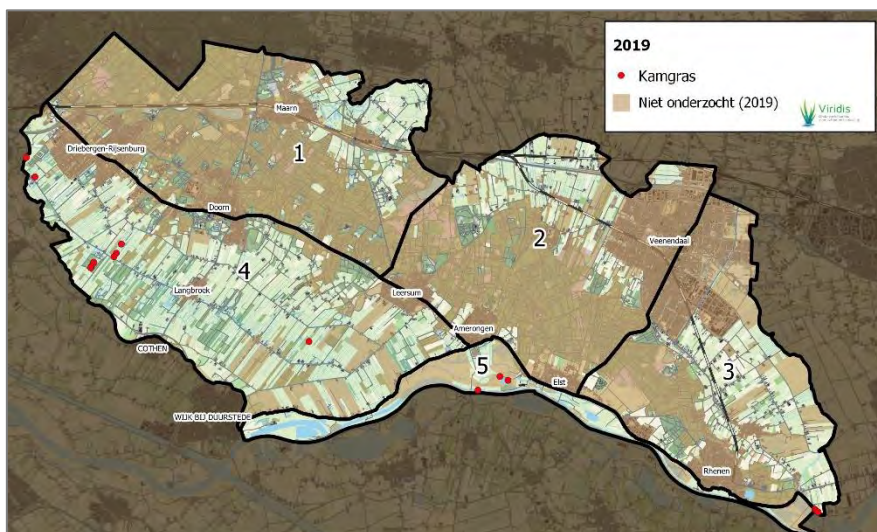 2019
Kamgras
Niet onderzocht (2019)
Viridis
Maarn
1
Driebergen-Rijsenburg
Doorn
2
Veenendaal
4
Langbroek
Leersum
Amerongen
COTHEN
5
Elst
3
WIJK BIJ DUURSTEDE
Rhenen